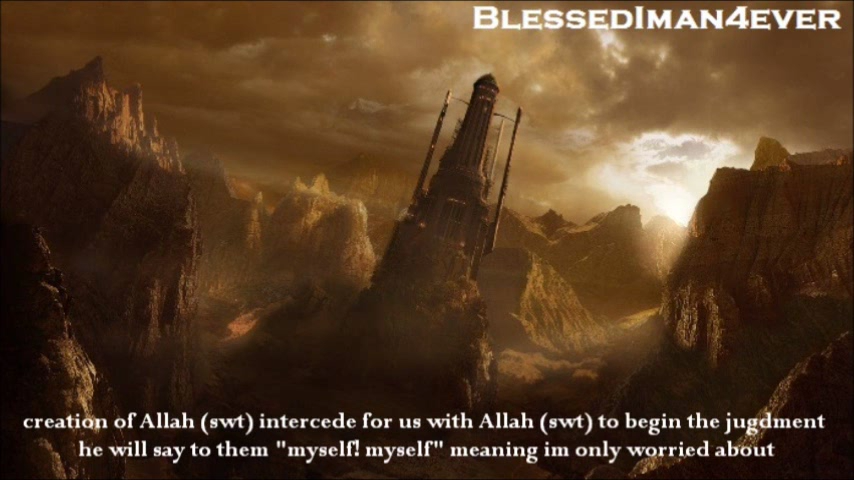 BlessedIman4ever
creation of Allah (swt) intercede for us with Allah (swt) to begin the jugdment
he will say to them "myself! myself" meaning im only worried about